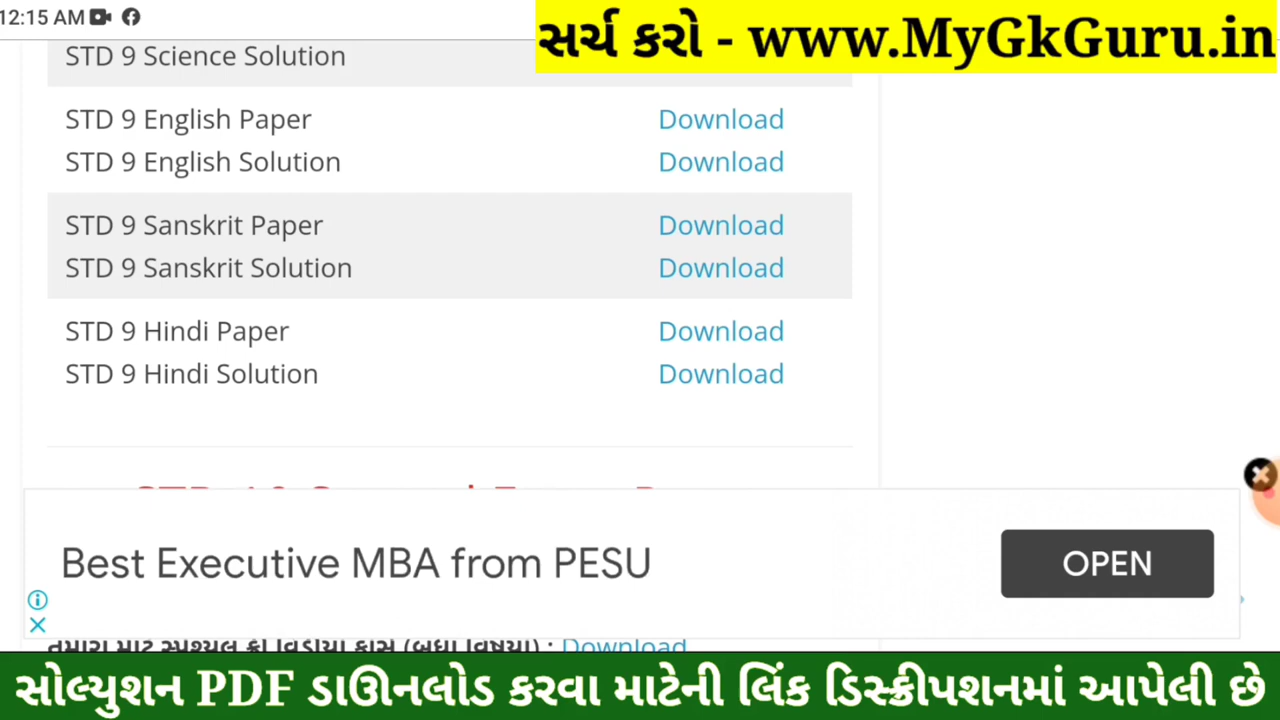 12:15 AM
સર્ચ કરો - www.MyGkGuru.in
STD 9 Science Solution
STD 9 English Paper Download
STD 9 English Solution Download
STD 9 Sanskrit Paper Download
STD 9 Sanskrit Solution Download
STD 9 Hindi Paper Download
STD 9 Hindi Solution Download
Best Executive MBA from PESU OPEN
Download
સોલ્યુશન PDF ડાઊનલોડ કરવા માટેની લિંક ડિસ્ક્રીપશનમાં આપેલી છે